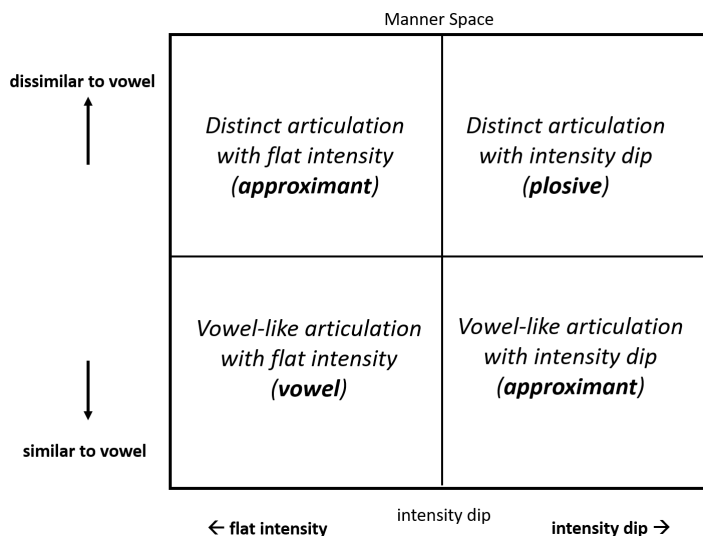 Manner Space
dissimilar to vowel
Distinct articulation
with flat intensity
(approximant)
Distinct articulation
with intensity dip
(plosive)
Vowel-like articulation
with flat intensity
(vowel)
Vowel-like articulation
with intensity dip
(approximant)
similar to vowel
intensity dip
← flat intensity
intensity dip →